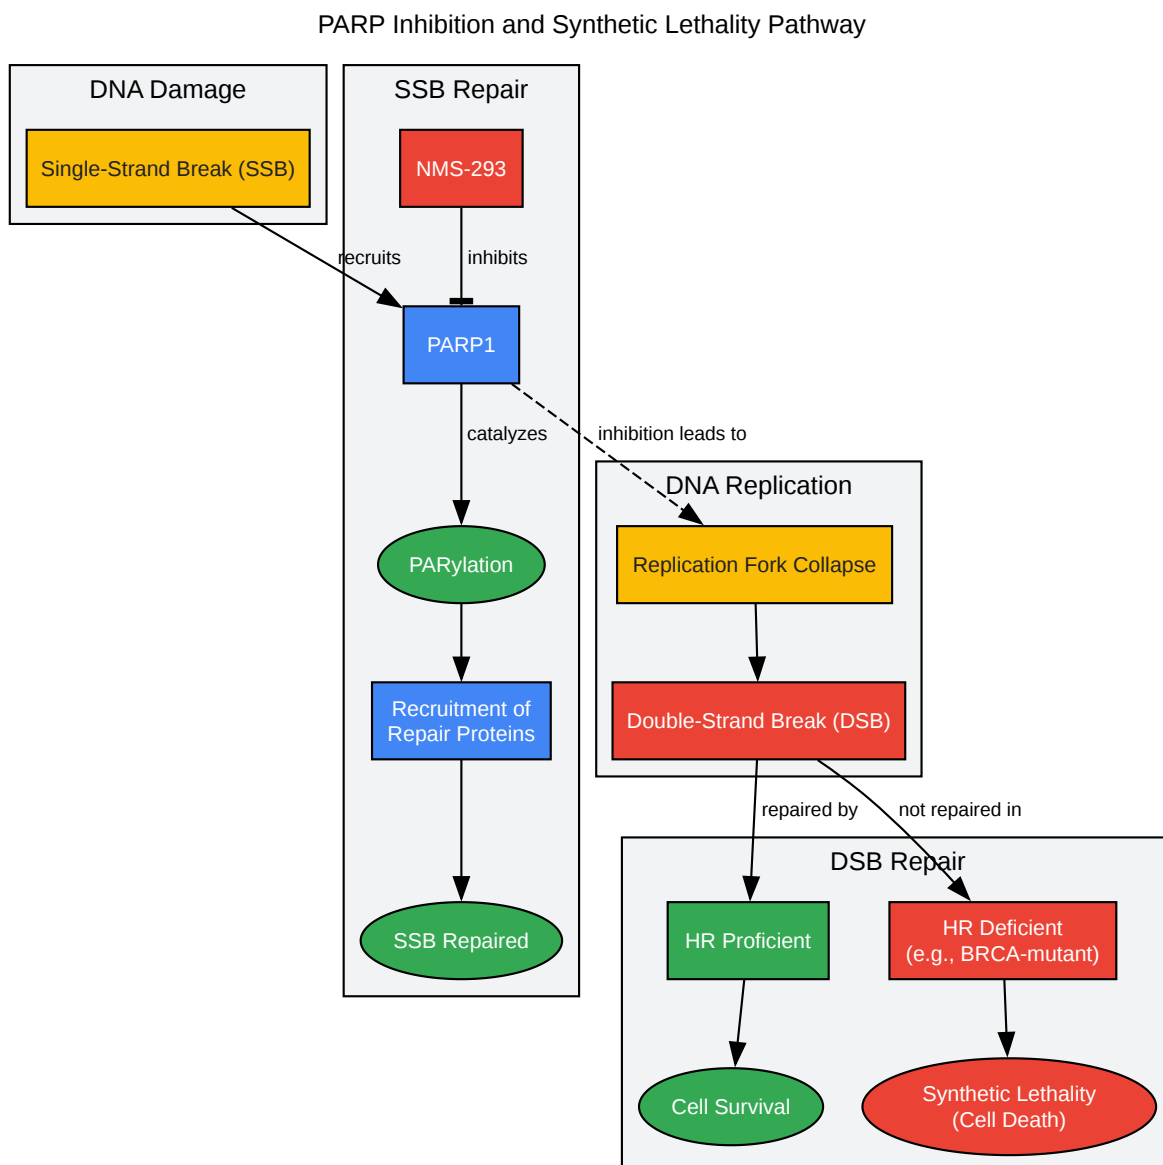 PARP Inhibition and Synthetic Lethality Pathway
DNA Damage
Single-Strand Break (SSB)
SSB Repair
NMS-293
recruits
inhibits
PARP1
catalyzes
inhibition leads to
PARylation
Recruitment of
Repair Proteins
SSB Repaired
DNA Replication
Replication Fork Collapse
Double-Strand Break (DSB)
repaired by
not repaired in
DSB Repair
HR Proficient
HR Deficient
(e.g., BRCA-mutant)
Cell Survival
Synthetic Lethality
(Cell Death)